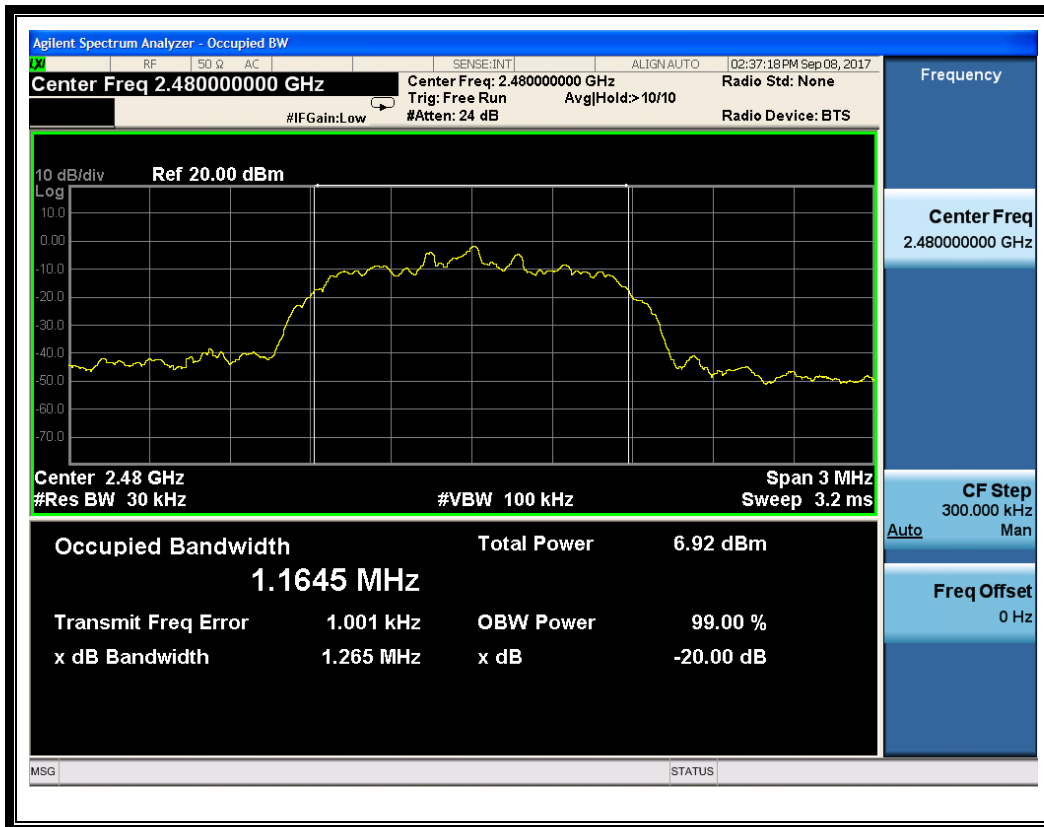 Agilent Spectrum Analyzer - Occupied BW
LXI RF 50 Ω AC SENSE:INT ALIGN AUTO 02:37:18 PM Sep 08, 2017
Center Freq 2.480000000 GHz
Center Freq: 2.480000000 GHz Radio Std: None
Trig: Free Run Avg|Hold:> 10/10
#IFGain:Low #Atten: 24 dB Radio Device: BTS
10 dB/div Ref 20.00 dBm
Log
10.0
0.00
-10.0
-20.0
-30.0
-40.0
-50.0
-60.0
-70.0
Center 2.48 GHz Span 3 MHz
#Res BW 30 kHz #VBW 100 kHz Sweep 3.2 ms
Occupied Bandwidth Total Power 6.92 dBm
1.1645 MHz
Transmit Freq Error 1.001 kHz OBW Power 99.00 %
x dB Bandwidth 1.265 MHz x dB -20.00 dB
MSG STATUS
Frequency
Center Freq
2.480000000 GHz
CF Step
300.000 kHz
Auto Man
Freq Offset
0 Hz